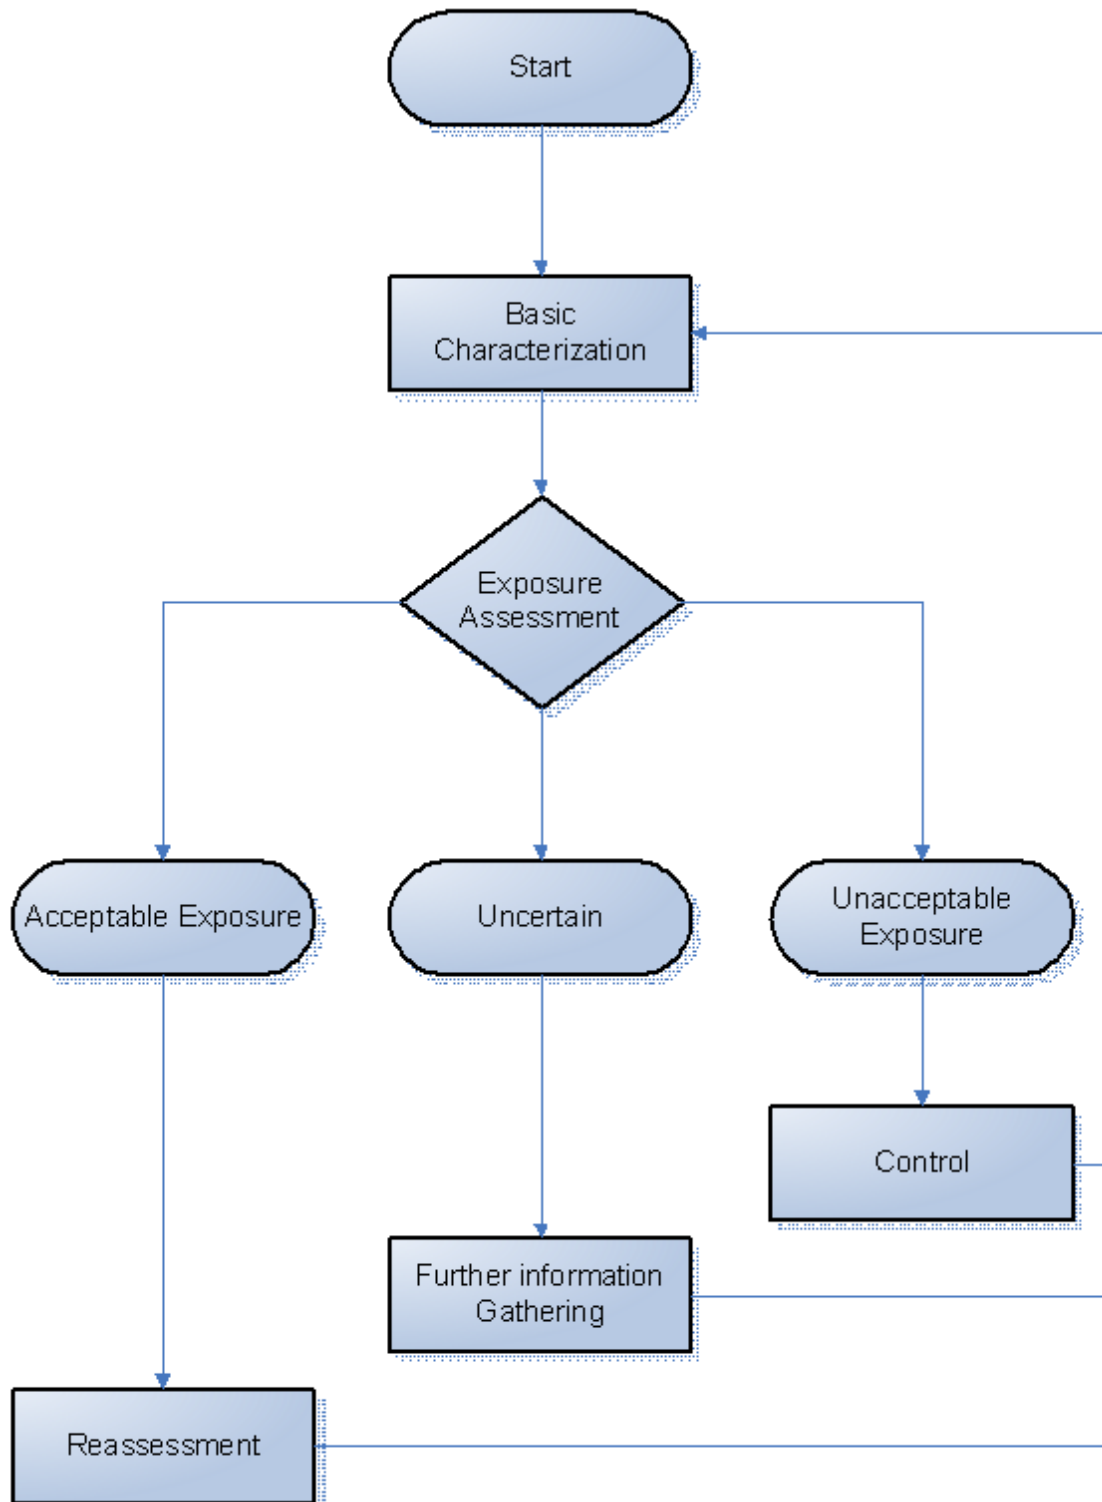 Start
Basic
Characterization
Exposure
Assessment
Acceptable Exposure
Uncertain
Unacceptable
Exposure
Control
Further information
Gathering
Reassessment